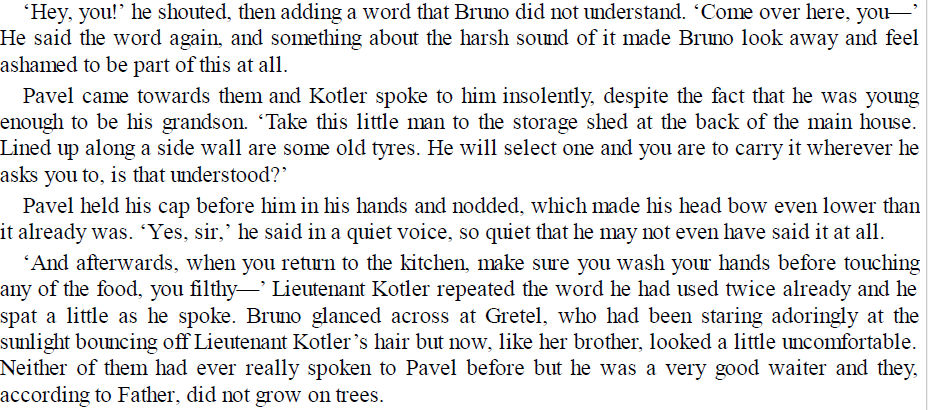 ‘Hey, you!’ he shouted, then adding a word that Bruno did not understand. ‘Come over here, you—’
He said the word again, and something about the harsh sound of it made Bruno look away and feel
ashamed to be part of this at all.
Pavel came towards them and Kotler spoke to him insolently, despite the fact that he was young
enough to be his grandson. ‘Take this little man to the storage shed at the back of the main house.
Lined up along a side wall are some old tyres. He will select one and you are to carry it wherever he
asks you to, is that understood?’
Pavel held his cap before him in his hands and nodded, which made his head bow even lower than
it already was. ‘Yes, sir,’ he said in a quiet voice, so quiet that he may not even have said it at all.
‘And afterwards, when you return to the kitchen, make sure you wash your hands before touching
any of the food, you filthy—’ Lieutenant Kotler repeated the word he had used twice already and he
spat a little as he spoke. Bruno glanced across at Gretel, who had been staring adoringly at the
sunlight bouncing off Lieutenant Kotler’s hair but now, like her brother, looked a little uncomfortable.
Neither of them had ever really spoken to Pavel before but he was a very good waiter and they,
according to Father, did not grow on trees.